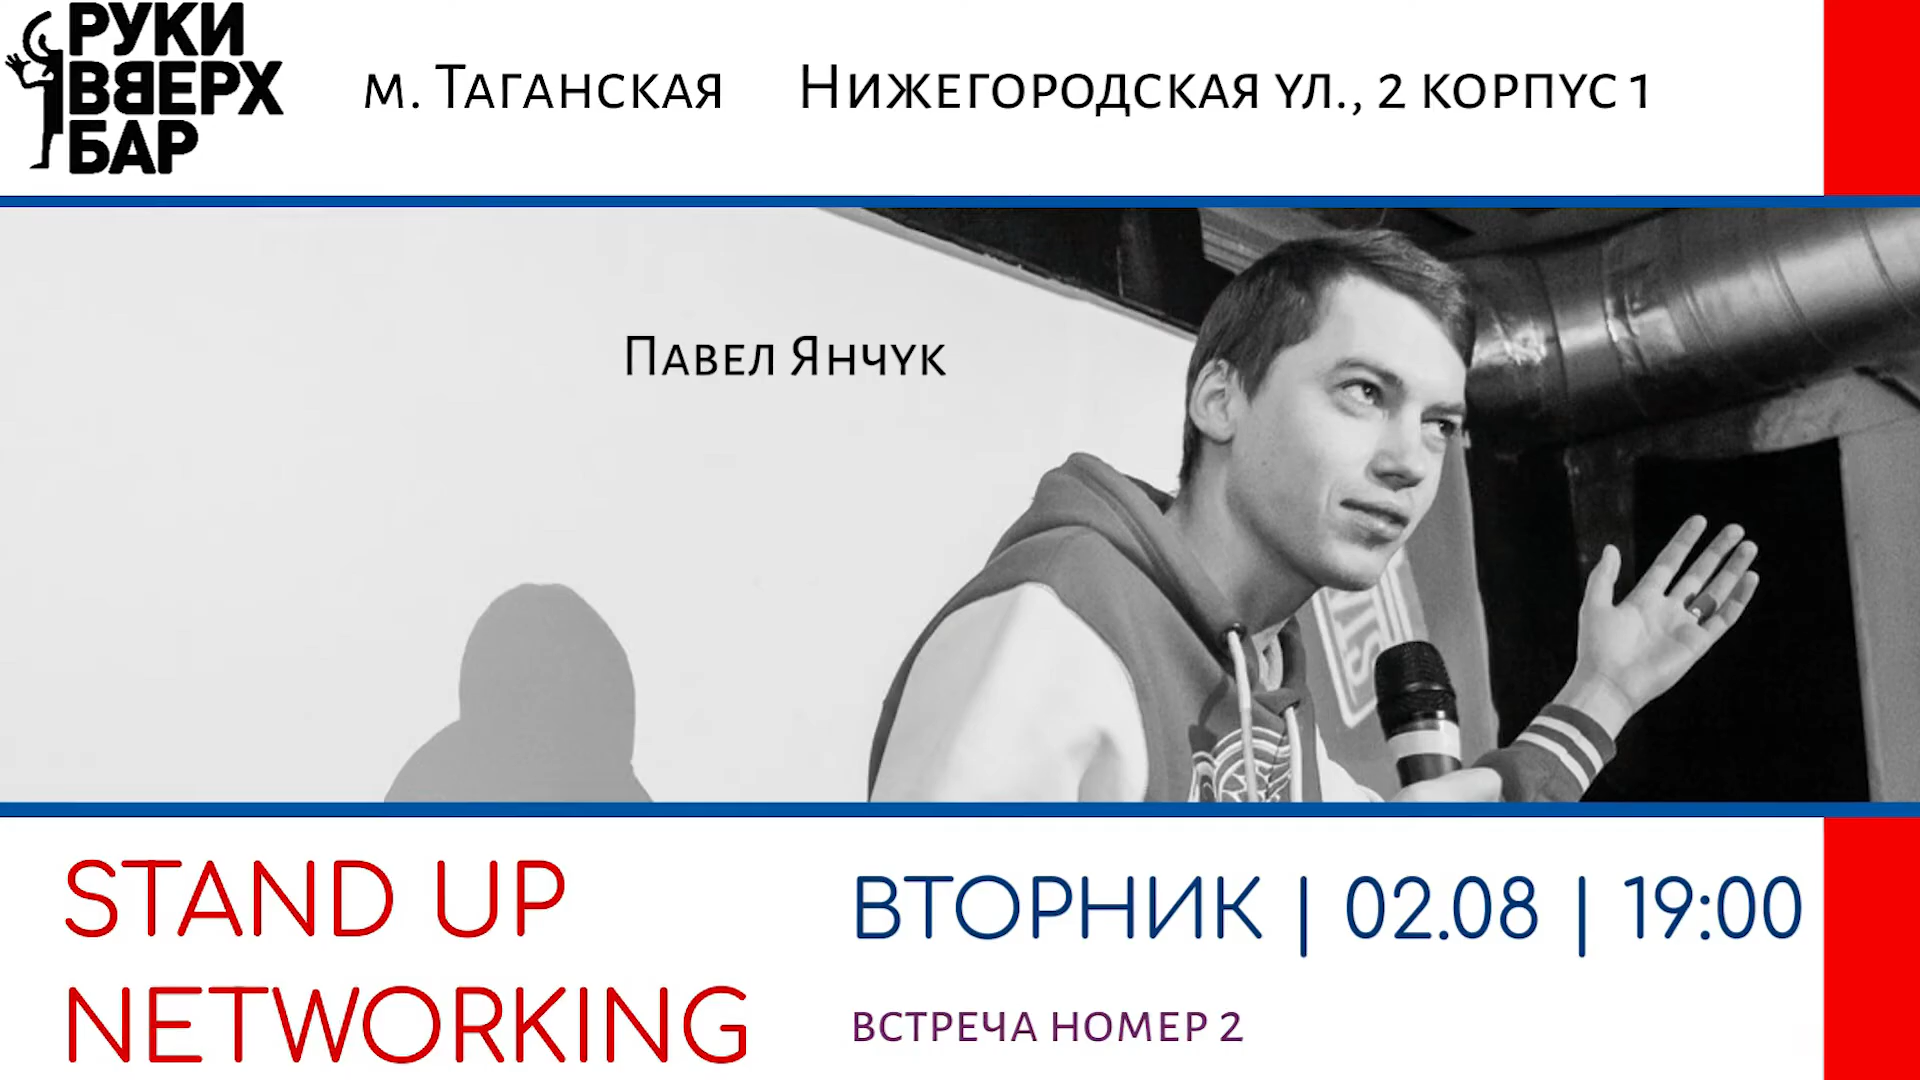 РУКИ
ВВЕРХ
БАР
м. Таганская Нижегородская ул., 2 корпус 1
Павел Янчук
STAND UP
NETWORKING
ВТОРНИК | 02.08 | 19:00
ВСТРЕЧА НОМЕР 2